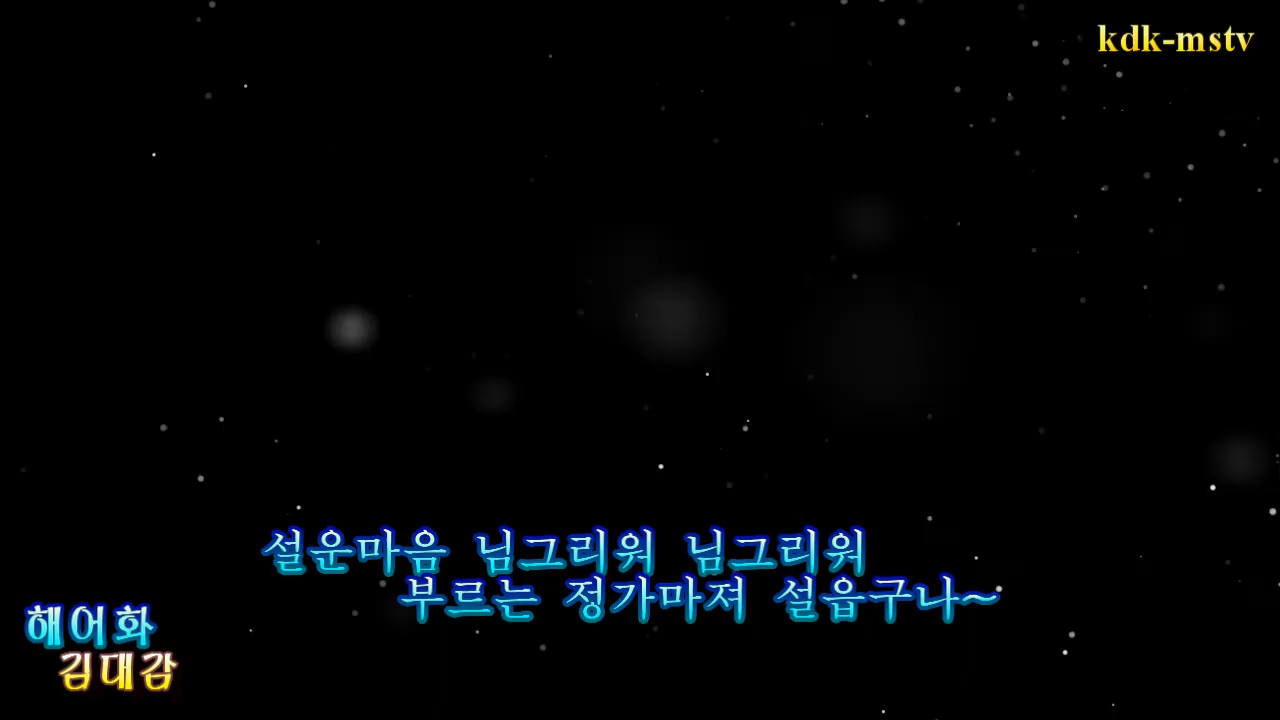 kdk-mstv
설운마음 님그리워 님그리워
부르는 정가마져 설읍구나~
해어화
김대감